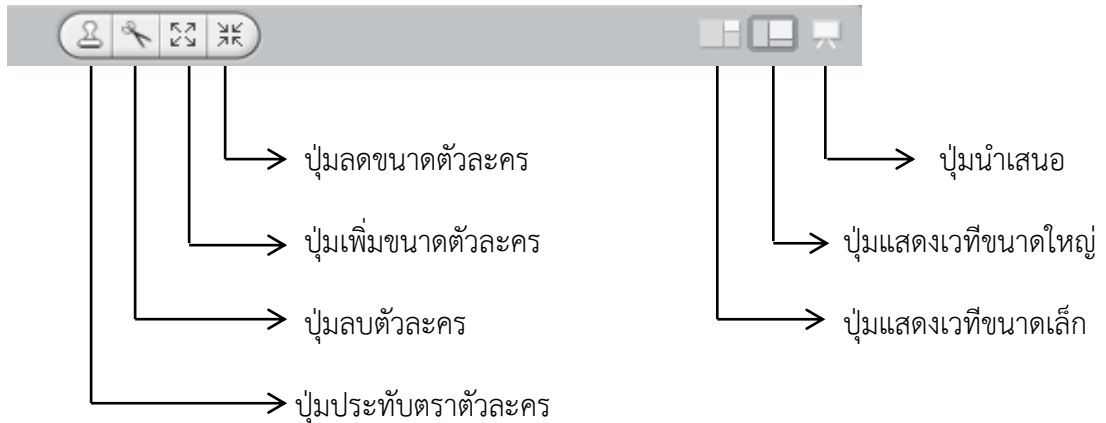 ปุ่มลดขนาดตัวละคร
ปุ่มเพิ่มขนาดตัวละคร
ปุ่มลบตัวละคร
ปุ่มประทับตราตัวละคร
ปุ่มนำเสนอ
ปุ่มแสดงเวทีขนาดใหญ่
ปุ่มแสดงเวทีขนาดเล็ก